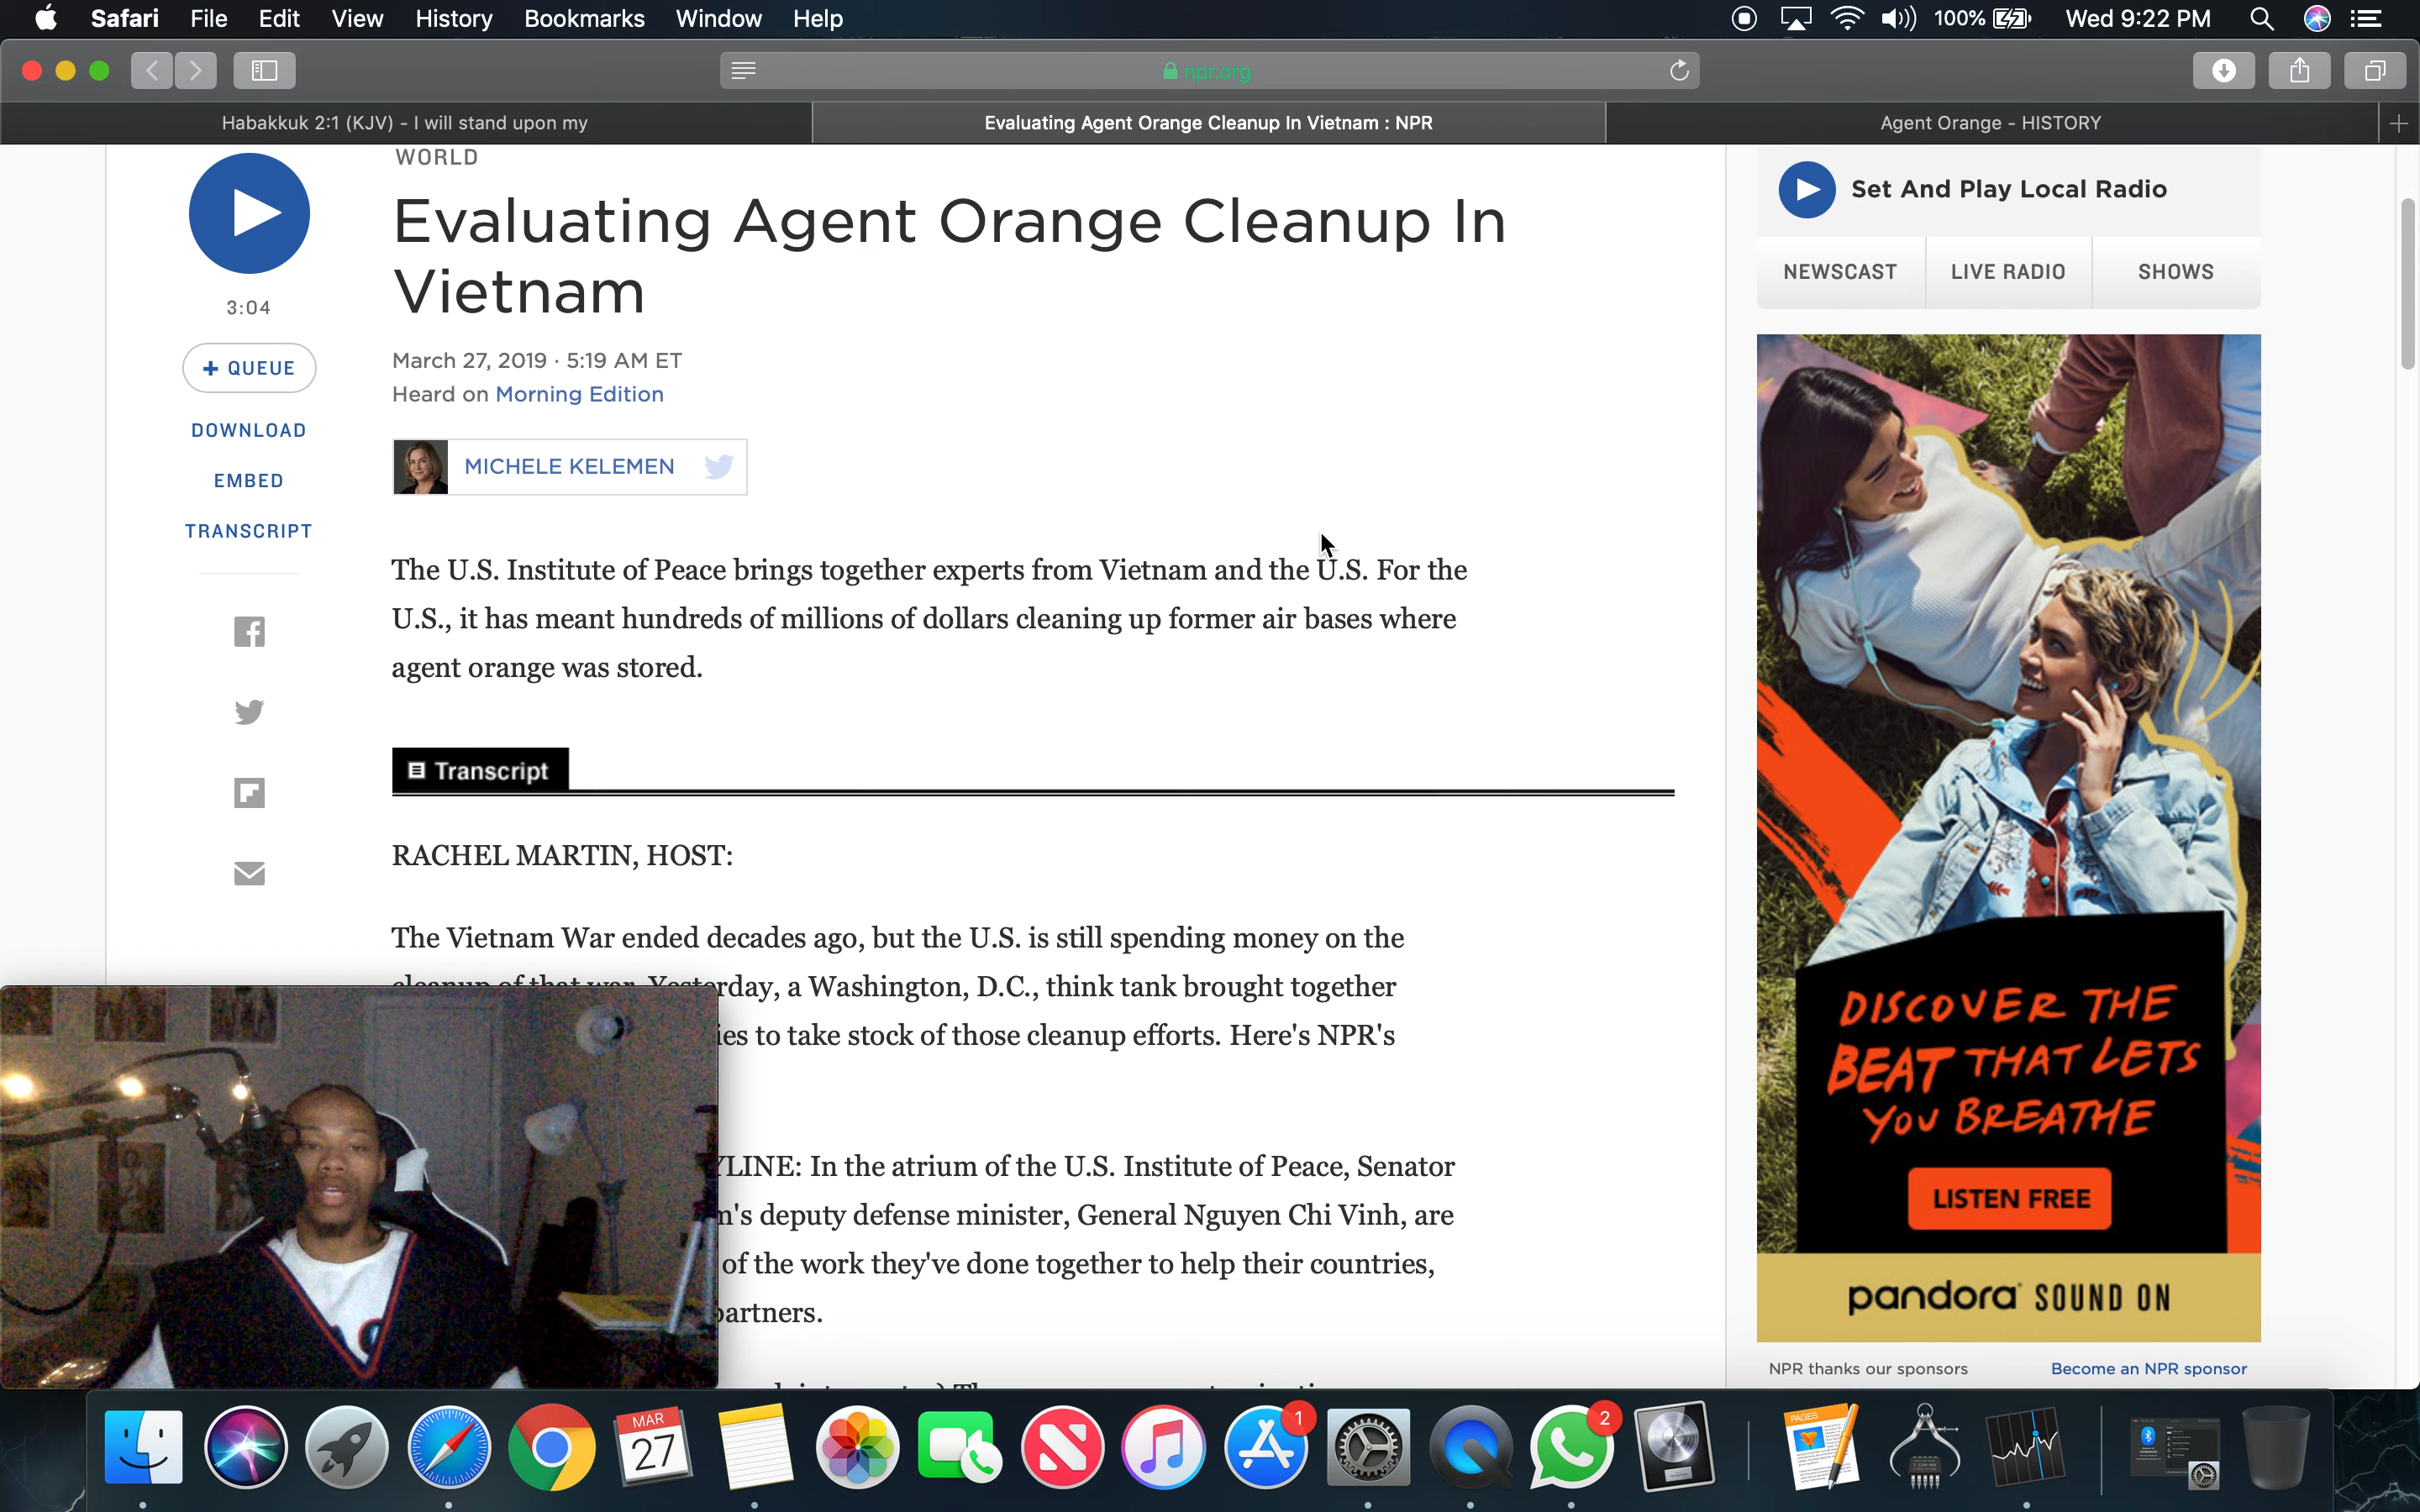 Safari File Edit View History Bookmarks Window Help 100% Wed 9:22 PM
npr.org
Habakkuk 2:1 (KJV) - I will stand upon my
Evaluating Agent Orange Cleanup In Vietnam : NPR
Agent Orange - HISTORY
WORLD
Evaluating Agent Orange Cleanup In
Vietnam
3:04
+ QUEUE
DOWNLOAD
EMBED
TRANSCRIPT
March 27, 2019 · 5:19 AM ET
Heard on Morning Edition
MICHELE KELEMEN
The U.S. Institute of Peace brings together experts from Vietnam and the U.S. For the
U.S., it has meant hundreds of millions of dollars cleaning up former air bases where
agent orange was stored.
Transcript
RACHEL MARTIN, HOST:
The Vietnam War ended decades ago, but the U.S. is still spending money on the
cleanup of that war. Yesterday, a Washington, D.C., think tank brought together
ies to take stock of those cleanup efforts. Here's NPR's
YLINE: In the atrium of the U.S. Institute of Peace, Senator
m's deputy defense minister, General Nguyen Chi Vinh, are
of the work they've done together to help their countries,
partners.
Set And Play Local Radio
NEWSCAST
LIVE RADIO
SHOWS
DISCOVER THE
BEAT THAT LETS
YOU BREATHE
LISTEN FREE
pandora SOUND ON
NPR thanks our sponsors
Become an NPR sponsor
MAR
27
1
2
PAGES